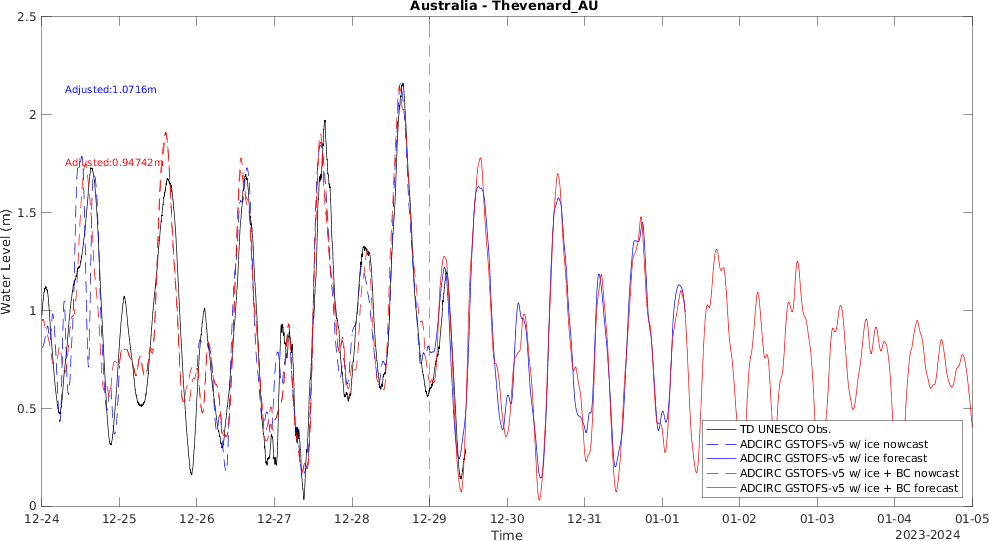 Australia - Thevenard_AU
2.5
2
1.5
1
0.5
0
Water Level (m)
Adjusted:1.0716m
Adjusted:0.94742m
TD UNESCO Obs.
ADCIRC GSTOFS-v5 w/ ice nowcast
ADCIRC GSTOFS-v5 w/ ice forecast
ADCIRC GSTOFS-v5 w/ ice + BC nowcast
ADCIRC GSTOFS-v5 w/ ice + BC forecast
12-24 12-25 12-26 12-27 12-28 12-29 12-30 12-31 01-01 01-02 01-03 01-04 01-05
Time
2023-2024